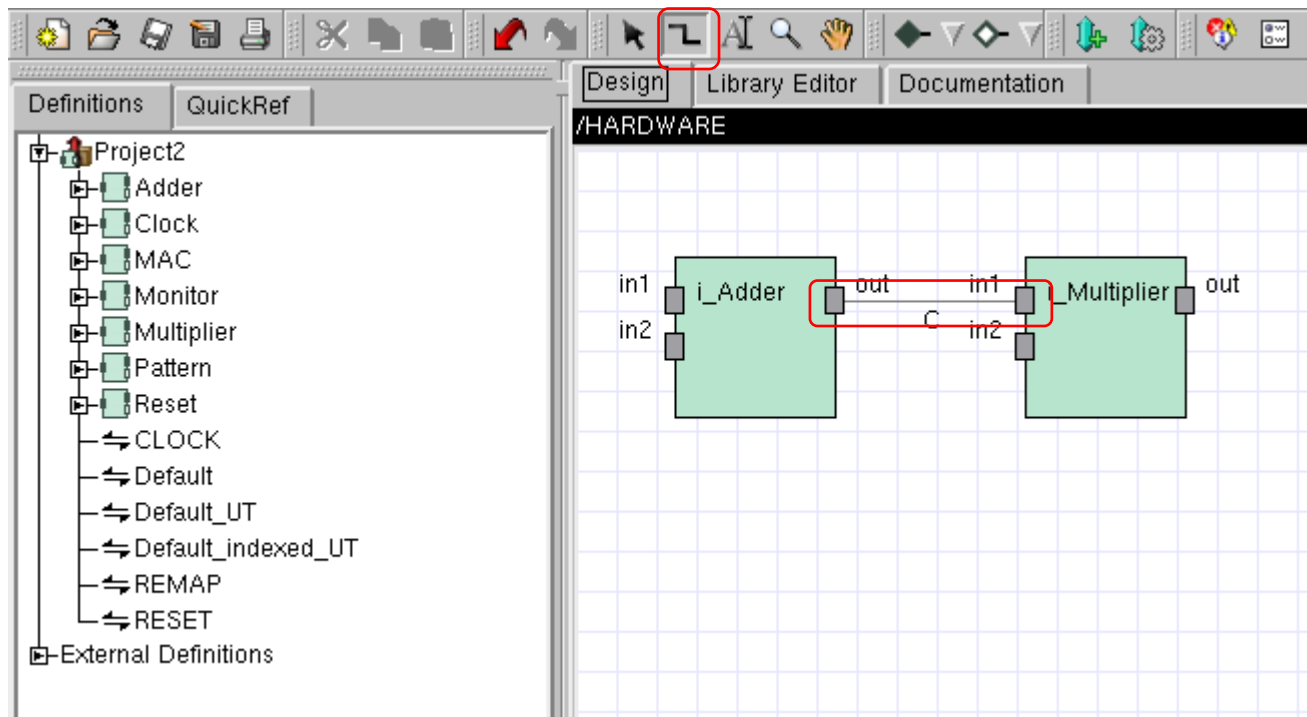 Design
Library Editor
Documentation
Definitions
QuickRef
/HARDWARE
Project2
Adder
Clock
MAC
Monitor
Multiplier
Pattern
Reset
CLOCK
Default
Default_UT
Default_indexed_UT
REMAP
RESET
External Definitions
in1
i_Adder
out
in1
i_Multiplier
out
in2
C
in2